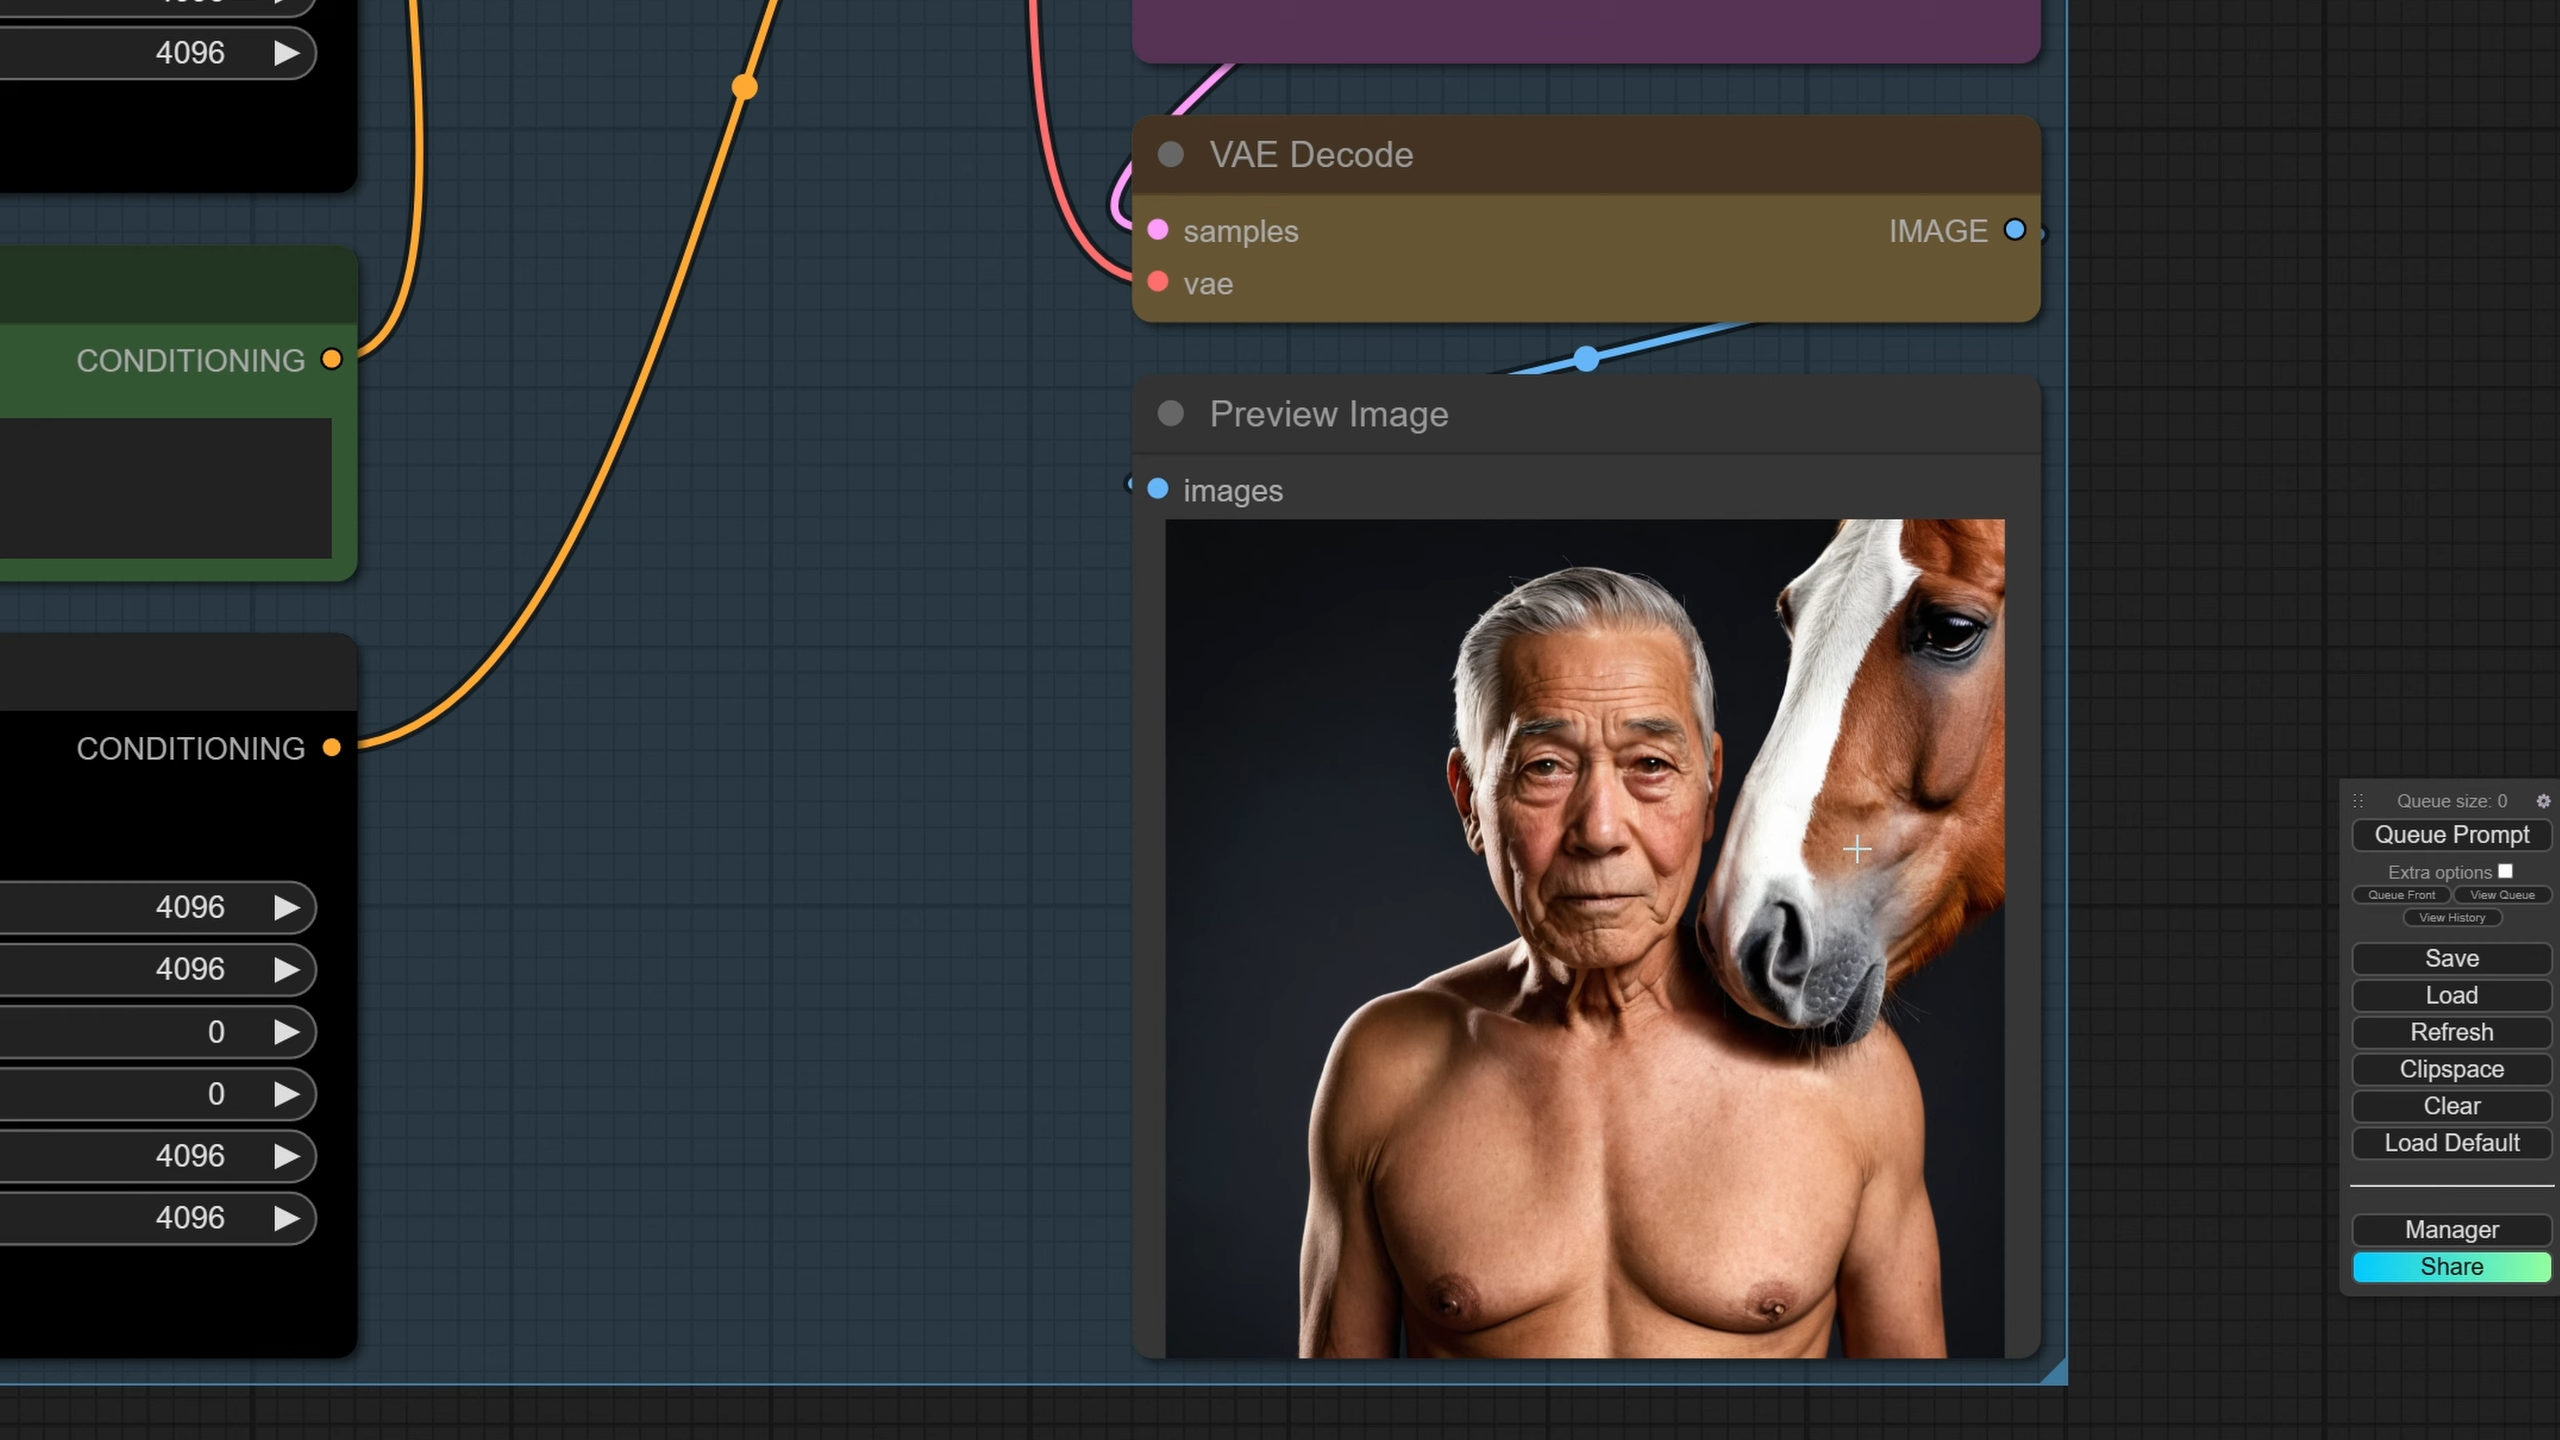 4096
CONDITIONING
CONDITIONING
4096
4096
0
0
4096
4096
VAE Decode
samples
IMAGE
vae
Preview Image
images
Queue size: 0
Queue Prompt
Extra options
Queue Front
View Queue
View History
Save
Load
Refresh
Clipspace
Clear
Load Default
Manager
Share